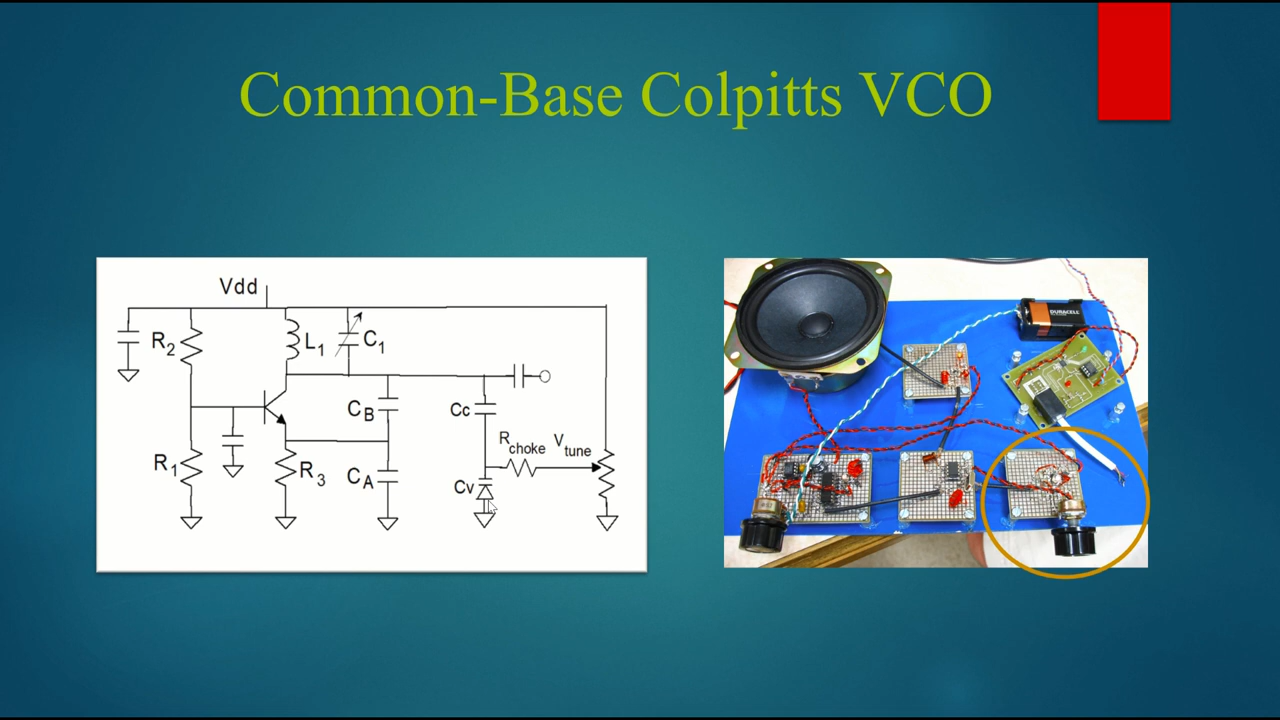 Common-Base Colpitts VCO
Vdd
R2
L1
C1
CB
Cc
Rchoke
Vtune
R1
R3
CA
Cv
DURACELL